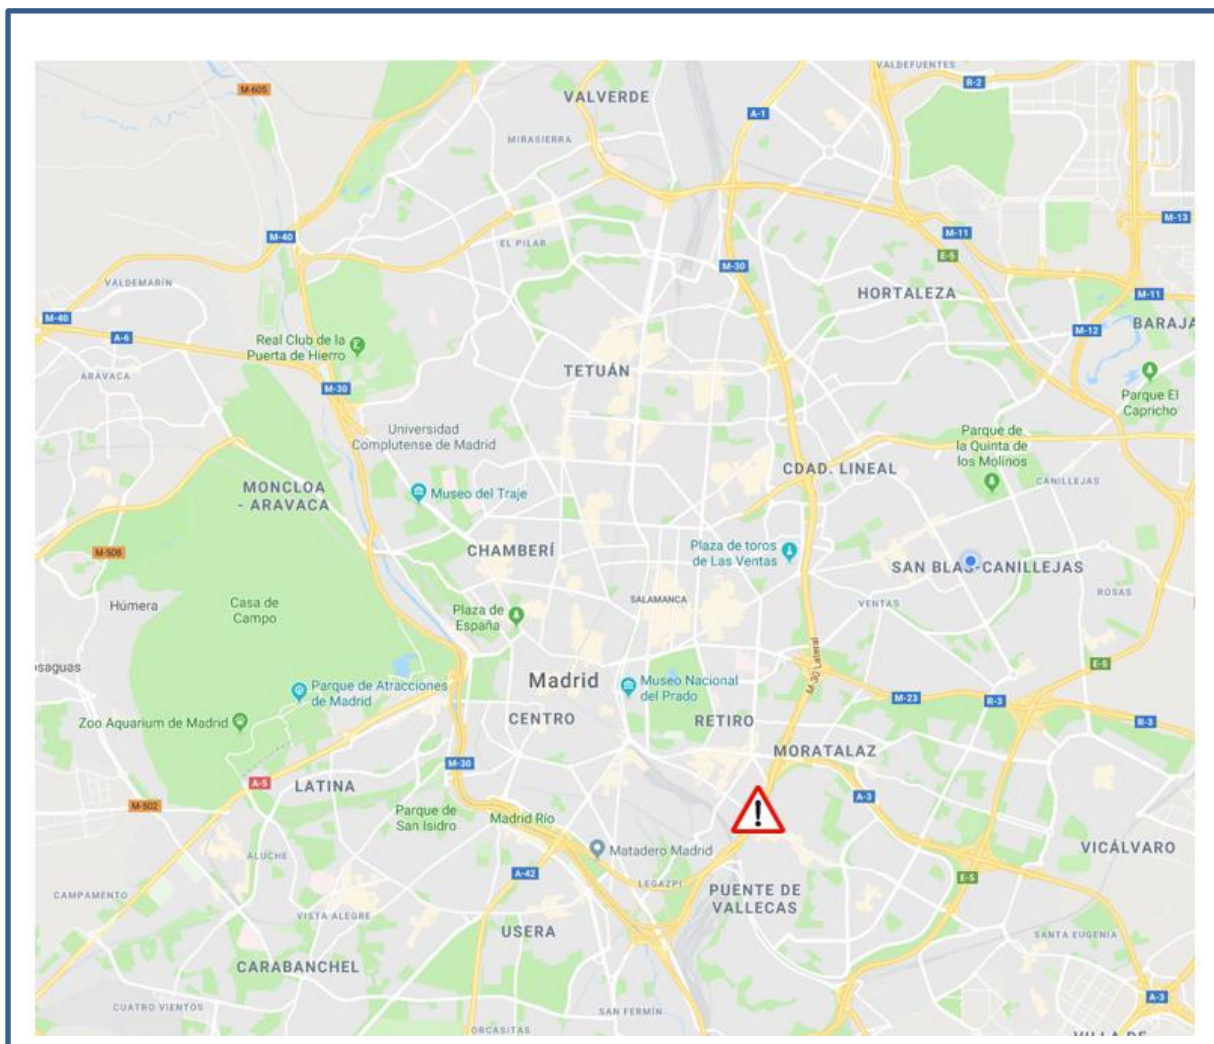 VALDEFUENTES
M-605
R-2
VALVERDE
A-1
MIRASIERRA
M-13
M-40
M-11
EL PILAR
E-5
M-30
VALDEMARÍN
HORTALEZA
M-11
M-40
BARAJA
A-6
M-12
Real Club de la
Puerta de Hierro
TETUÁN
ARAVACA
M-30
Parque El
Capricho
Universidad
Complutense de Madrid
Parque de
la Quinta de
los Molinos
CDAD. LINEAL
CANILLEJAS
MONCLOA
- ARAVACA
Museo del Traje
M-508
CHAMBERÍ
Plaza de toros
de Las Ventas
SAN BLAS-CANILLEJAS
ROSAS
Húmera
Casa de
Campo
SALAMANCA
VENTAS
Plaza de
España
M-30 Lateral
osaguas
E-5
Madrid
Museo Nacional
del Prado
Parque de Atracciones
de Madrid
M-23
R-3
Zoo Aquarium de Madrid
CENTRO
RETIRO
R-3
MORATALAZ
M-30
A-5
LATINA
A-3
M-502
Parque de
San Isidro
Madrid Río
!
Matadero Madrid
VICÁLVARO
ALUCHE
A-42
LEGAZPI
E-5
CAMPAMENTO
PUENTE DE
VALLECAS
VISTA ALEGRE
USERA
SANTA EUGENIA
CARABANCHEL
A-3
CUATRO VIENTOS
SAN FERMÍN
ORCASITAS
VILLA DE